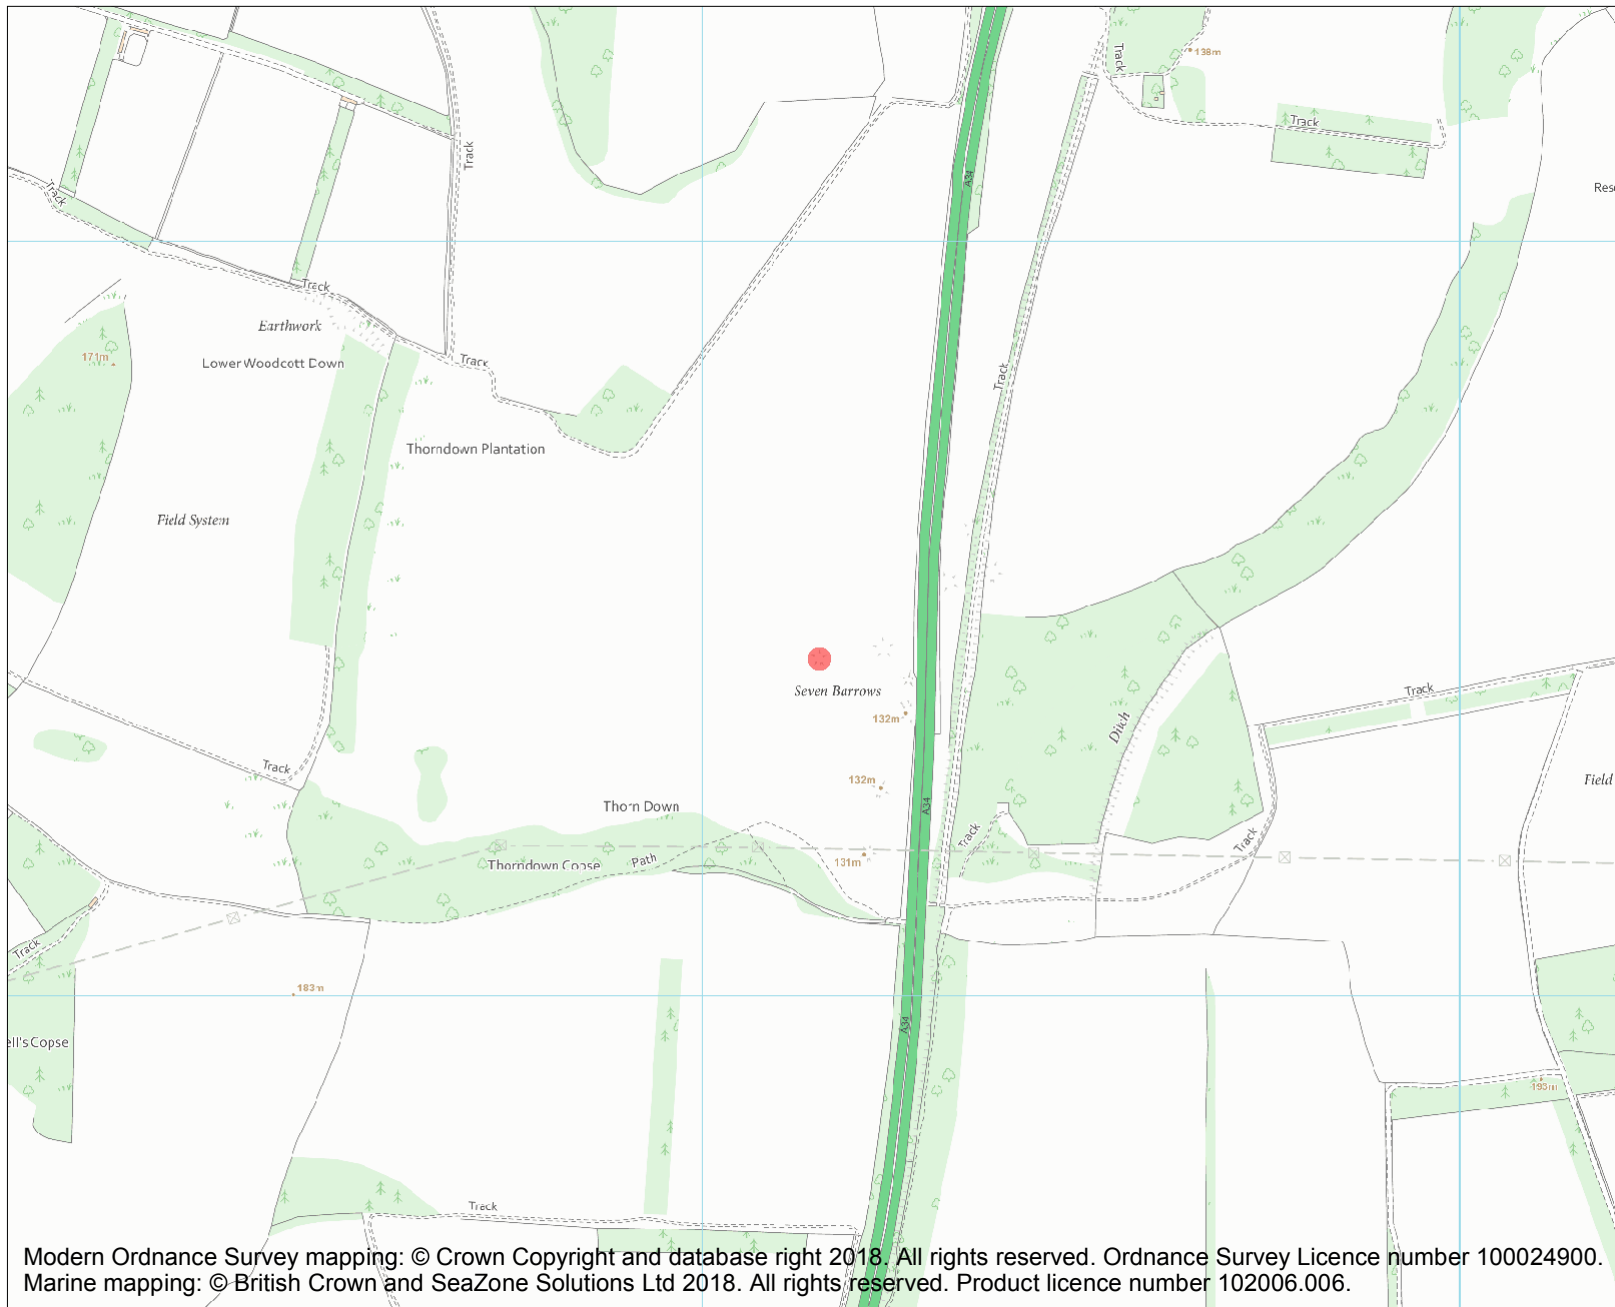 Track
138m
Track
Track
Track
A34
Track
Res
Track
Earthwork
171m
Lower Woodcott Down
Track
Track
Thorndown Plantation
Field System
Seven Barrows
Track
132m
Ditch
Track
132m
Field
Thorn Down
A34
Track
Track
131m
Thorndown Copse
Path
Track
183m
A34
ell's Copse
193m
Track
Modern Ordnance Survey mapping: © Crown Copyright and database right 2018. All rights reserved. Ordnance Survey Licence number 100024900.
Marine mapping: © British Crown and SeaZone Solutions Ltd 2018. All rights reserved. Product licence number 102006.006.